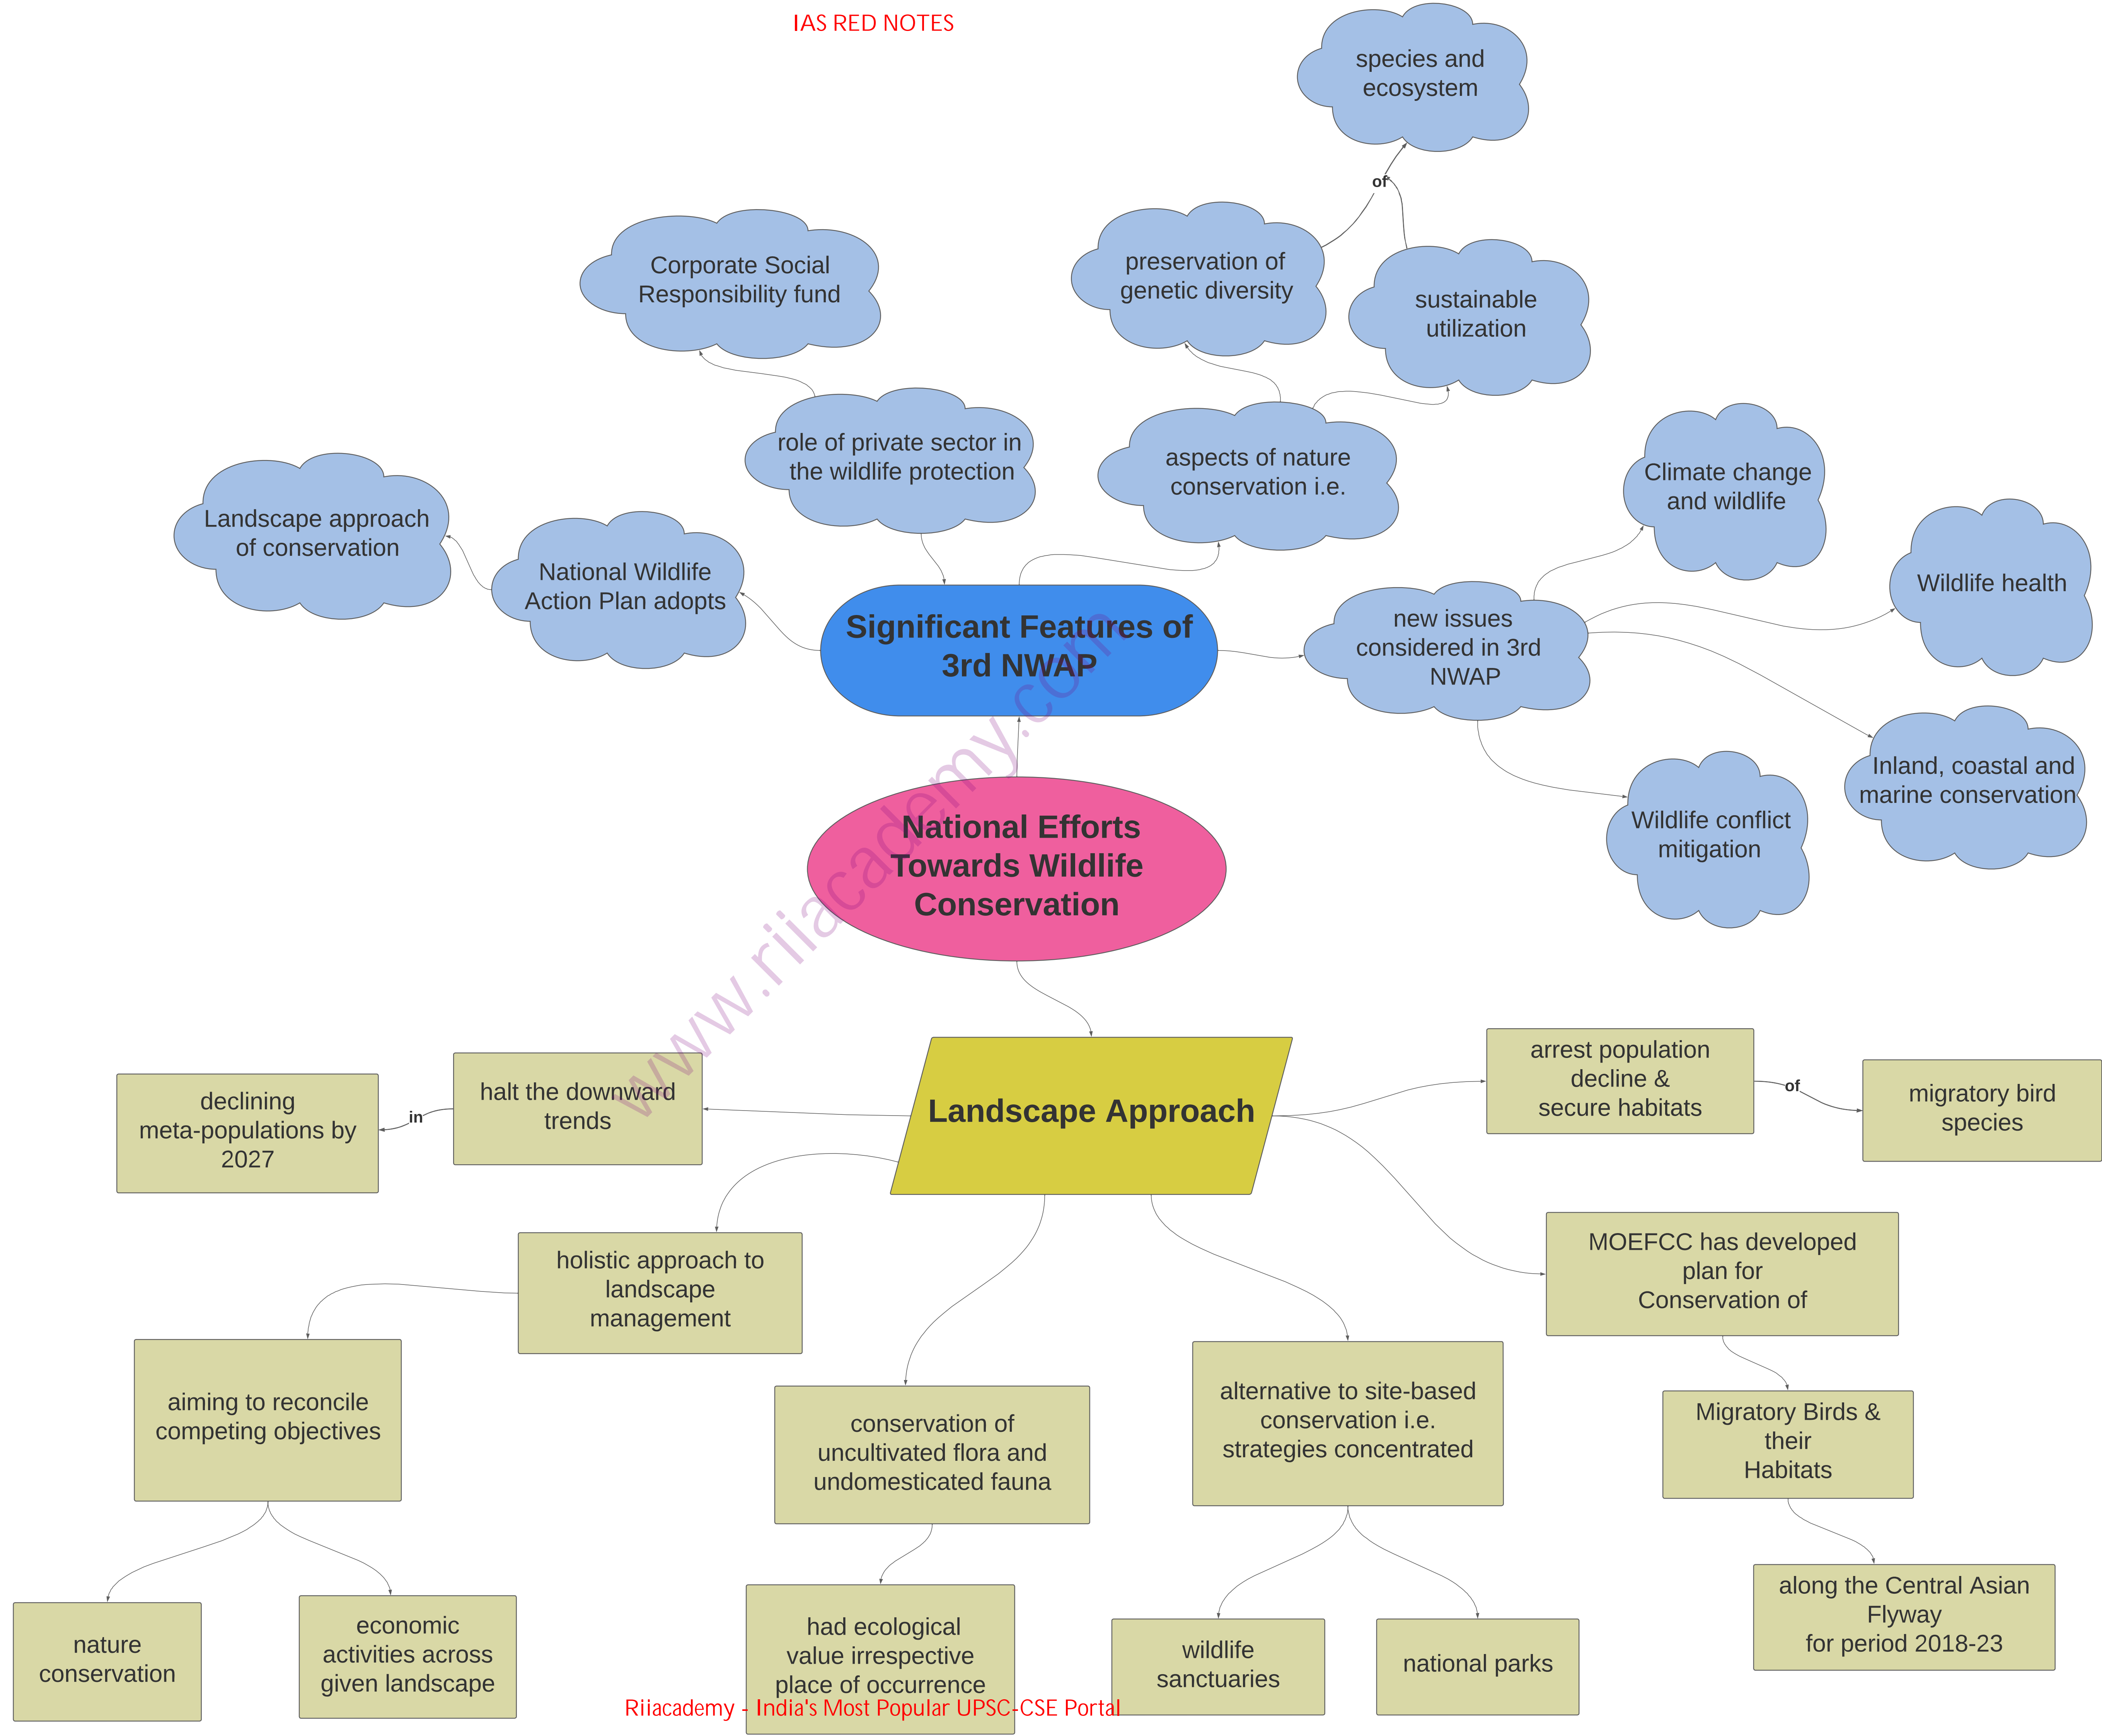 IAS RED NOTES
species and
ecosystem
of
Corporate Social
Responsibility fund
preservation of
genetic diversity
sustainable
utilization
role of private sector in
the wildlife protection
aspects of nature
conservation i.e.
Climate change
and wildlife
Landscape approach
of conservation
National Wildlife
Action Plan adopts
Wildlife health
Significant Features of
3rd NWAP
new issues
considered in 3rd
NWAP
Inland, coastal and
marine conservation
Wildlife conflict
mitigation
National Efforts
Towards Wildlife
Conservation
www.riiacademy.com
Landscape Approach
arrest population
decline &
secure habitats
of
migratory bird
species
halt the downward
trends
in
declining
meta-populations by
2027
holistic approach to
landscape
management
MOEFCC has developed
plan for
Conservation of
aiming to reconcile
competing objectives
conservation of
uncultivated flora and
undomesticated fauna
alternative to site-based
conservation i.e.
strategies concentrated
Migratory Birds &
their
Habitats
nature
conservation
economic
activities across
given landscape
had ecological
value irrespective
place of occurrence
wildlife
sanctuaries
national parks
along the Central Asian
Flyway
for period 2018-23
Riiacademy - India's Most Popular UPSC-CSE Portal